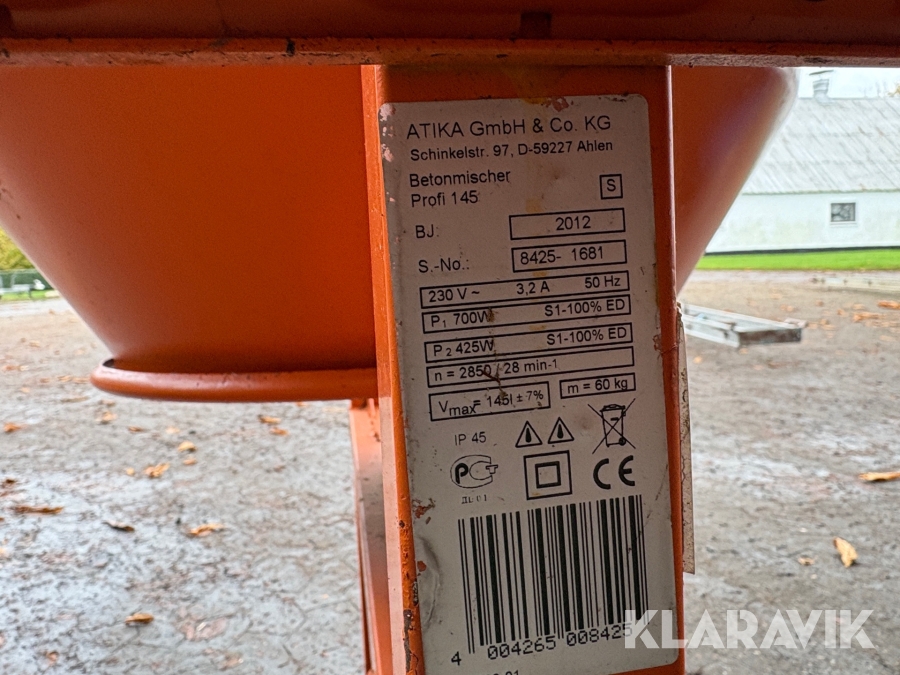 ATIKA GmbH & Co. KG
Schinkelstr. 97, D-59227 Ahlen
Betonmischer
Profi 145
S
BJ: 2012
S.-No.: 8425- 1681
230 V ~ 3,2 A 50 Hz
P1 700W S1-100% ED
P2 425W S1-100% ED
n = 2850 / 28 min-1
Vmax= 145l ± 7% m = 60 kg
IP 45
CE
4 004265 008425
KLARAVIK